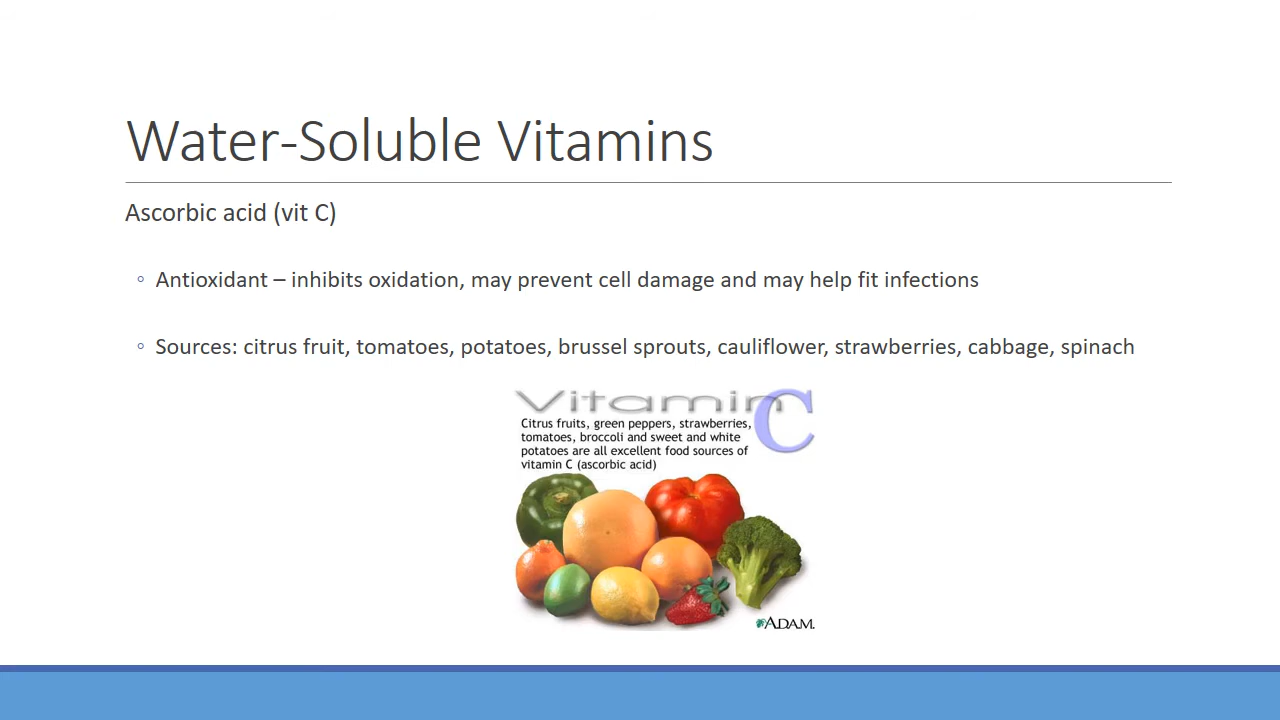 Water-Soluble Vitamins
Ascorbic acid (vit C)
◦ Antioxidant – inhibits oxidation, may prevent cell damage and may help fit infections
◦ Sources: citrus fruit, tomatoes, potatoes, brussel sprouts, cauliflower, strawberries, cabbage, spinach
Vitamin C
Citrus fruits, green peppers, strawberries,
tomatoes, broccoli and sweet and white
potatoes are all excellent food sources of
vitamin C (ascorbic acid)
ADAM.